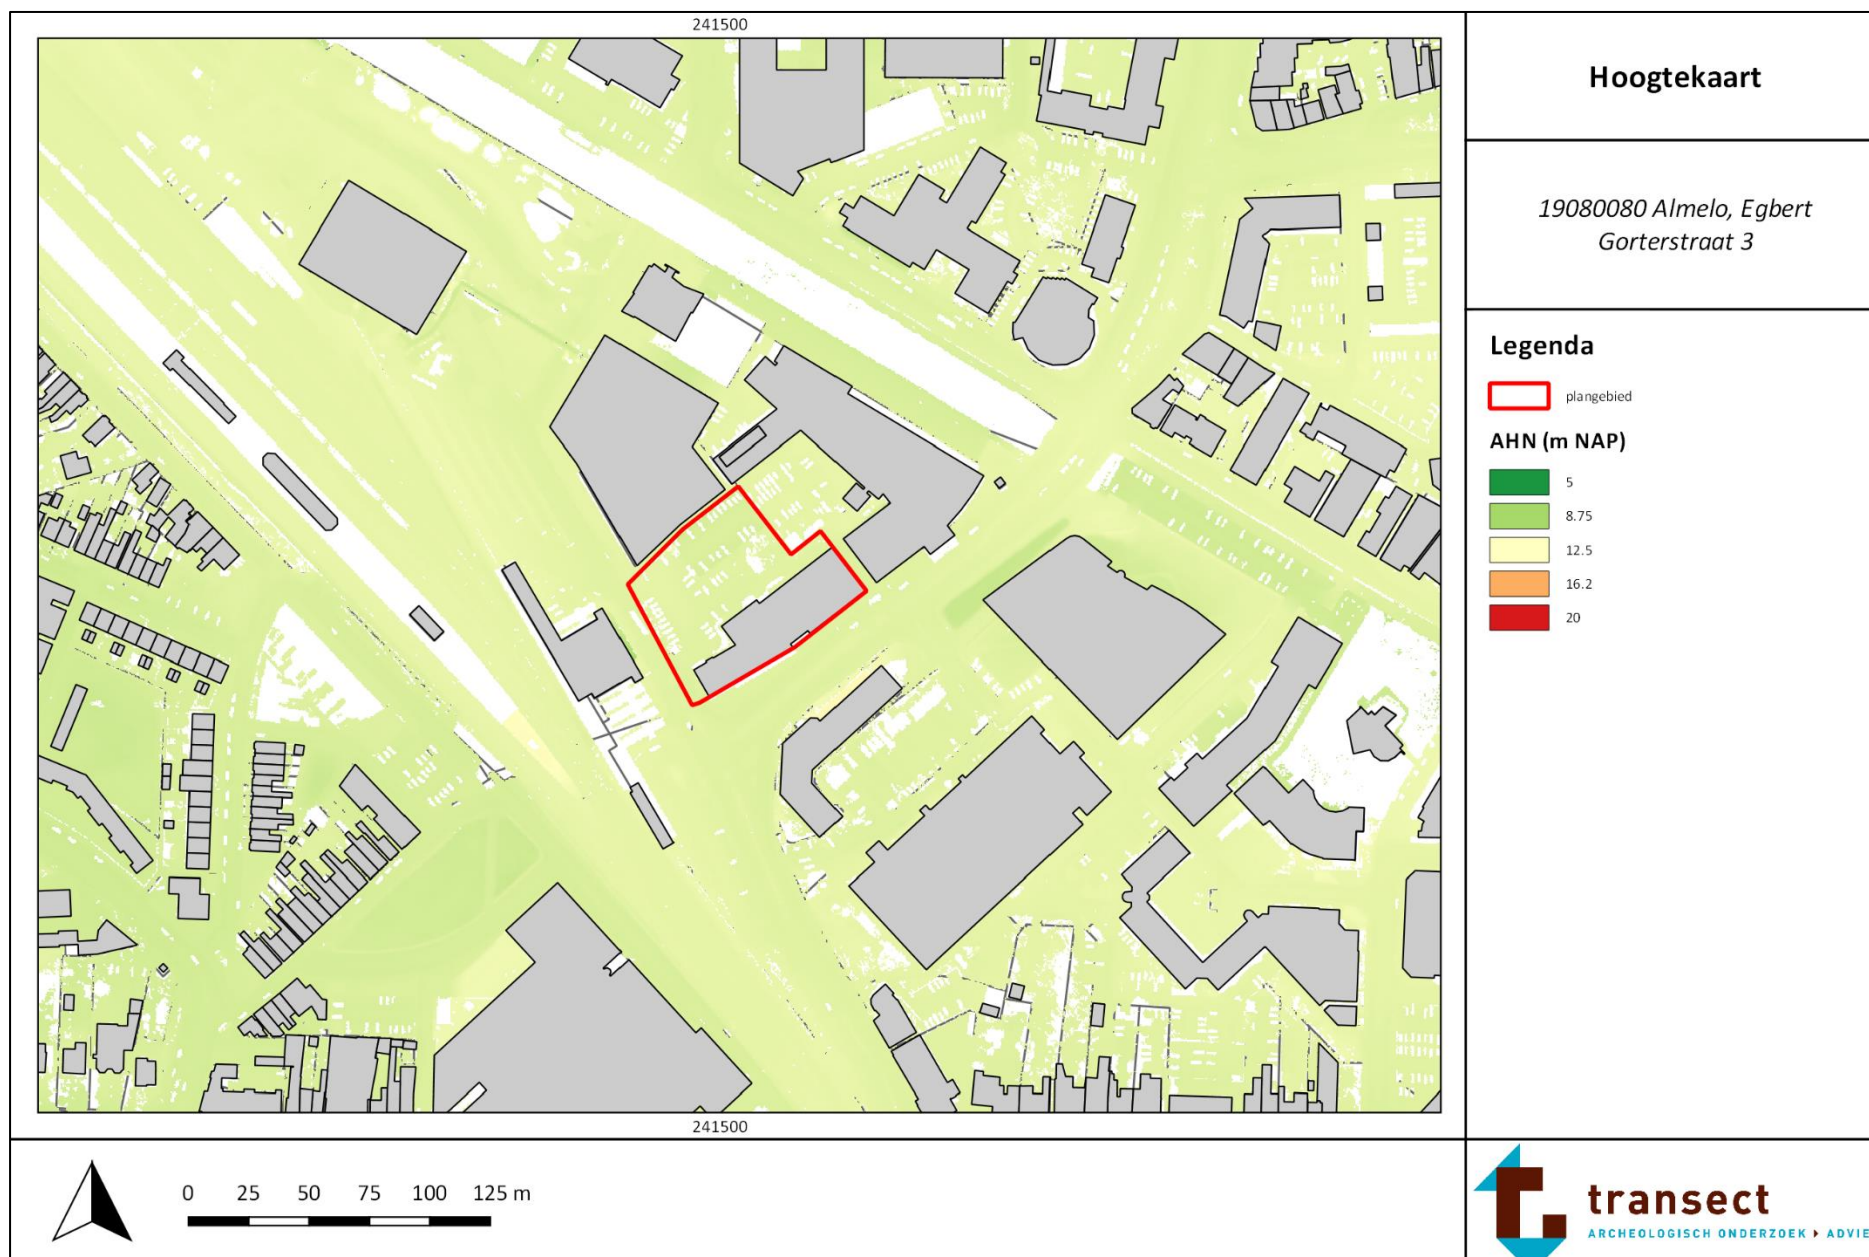 241500
Hoogtekaart
19080080 Almelo, Egbert
Gorterstraat 3
Legenda
plangebied
AHN (m NAP)
5
8.75
12.5
16.2
20
241500
0 25 50 75 100 125 m
transect
ARCHEOLOGISCH ONDERZOEK ▸ ADVIE